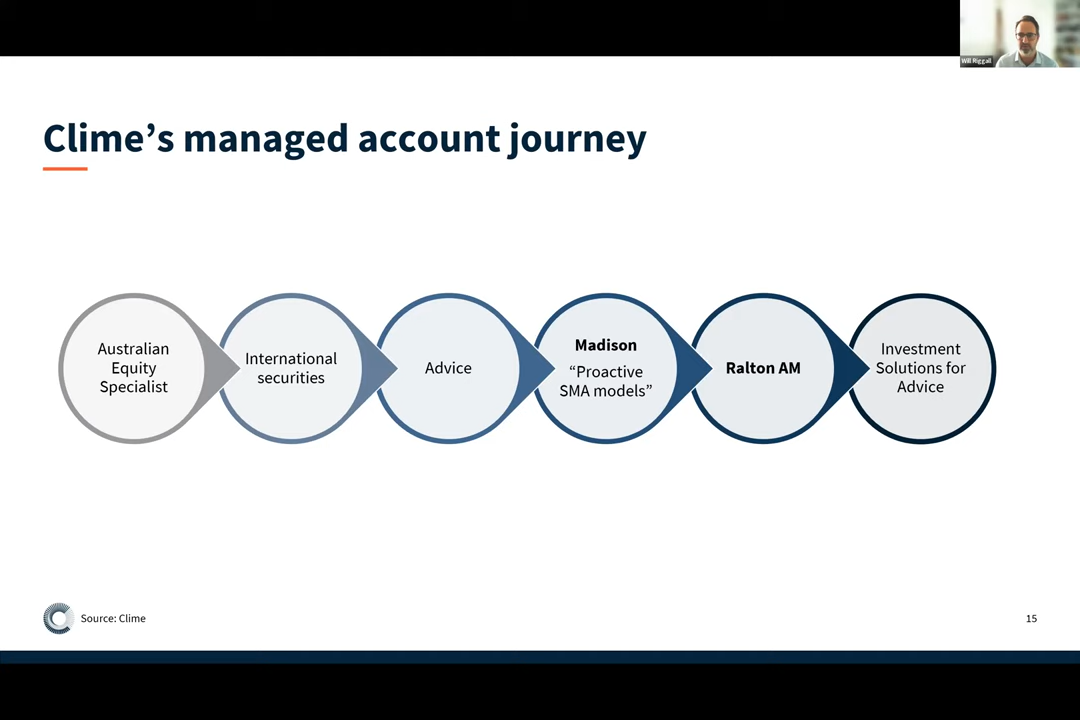 Will Riggall
Clime’s managed account journey
Australian
Equity
Specialist
International
securities
Advice
Madison
“Proactive
SMA models”
Ralton AM
Investment
Solutions for
Advice
Source: Clime
15